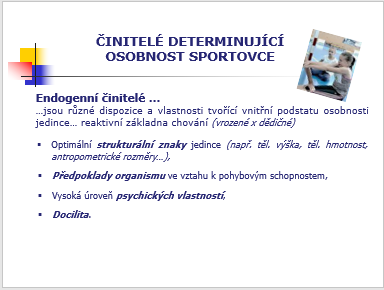 ČINITELÉ DETERMINUJÍCÍ
OSOBNOST SPORTOVCE
Endogenní činitelé ...
...jsou různé dispozice a vlastnosti tvořící vnitřní podstatu osobnosti
jedince... reaktivní základna chování (vrozené x dědičné)
▪ Optimální strukturální znaky jedince (např. těl. výška, těl. hmotnost,
antropometrické rozměry...),
▪ Předpoklady organismu ve vztahu k pohybovým schopnostem,
▪ Vysoká úroveň psychických vlastností,
▪ Docilita.